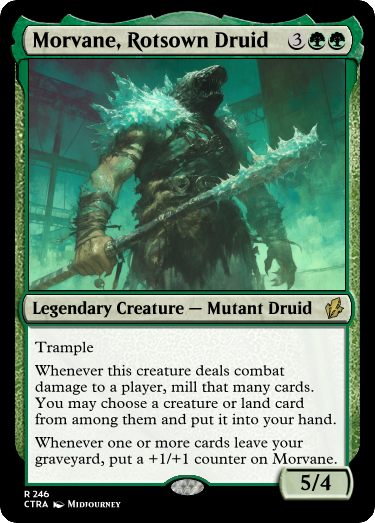 Morvane, Rotsown Druid 3
Legendary Creature — Mutant Druid
Trample
Whenever this creature deals combat
damage to a player, mill that many cards.
You may choose a creature or land card
from among them and put it into your hand.
Whenever one or more cards leave your
graveyard, put a +1/+1 counter on Morvane.
5/4
R 246
CTRA Midjourney